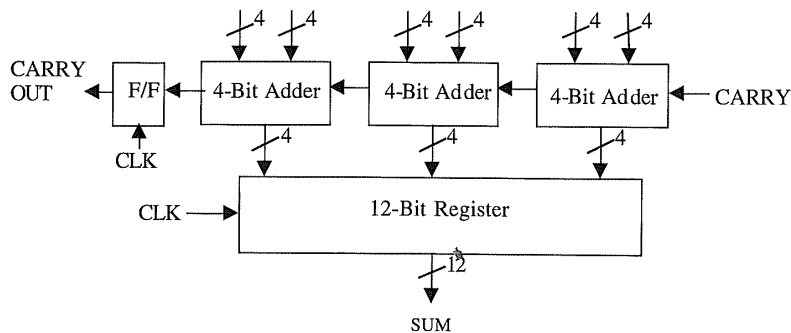 4 4 4 4 4 4
CARRY OUT
F/F
4-Bit Adder
4-Bit Adder
4-Bit Adder
CARRY
CLK
4 4 4
CLK
12-Bit Register
12
SUM